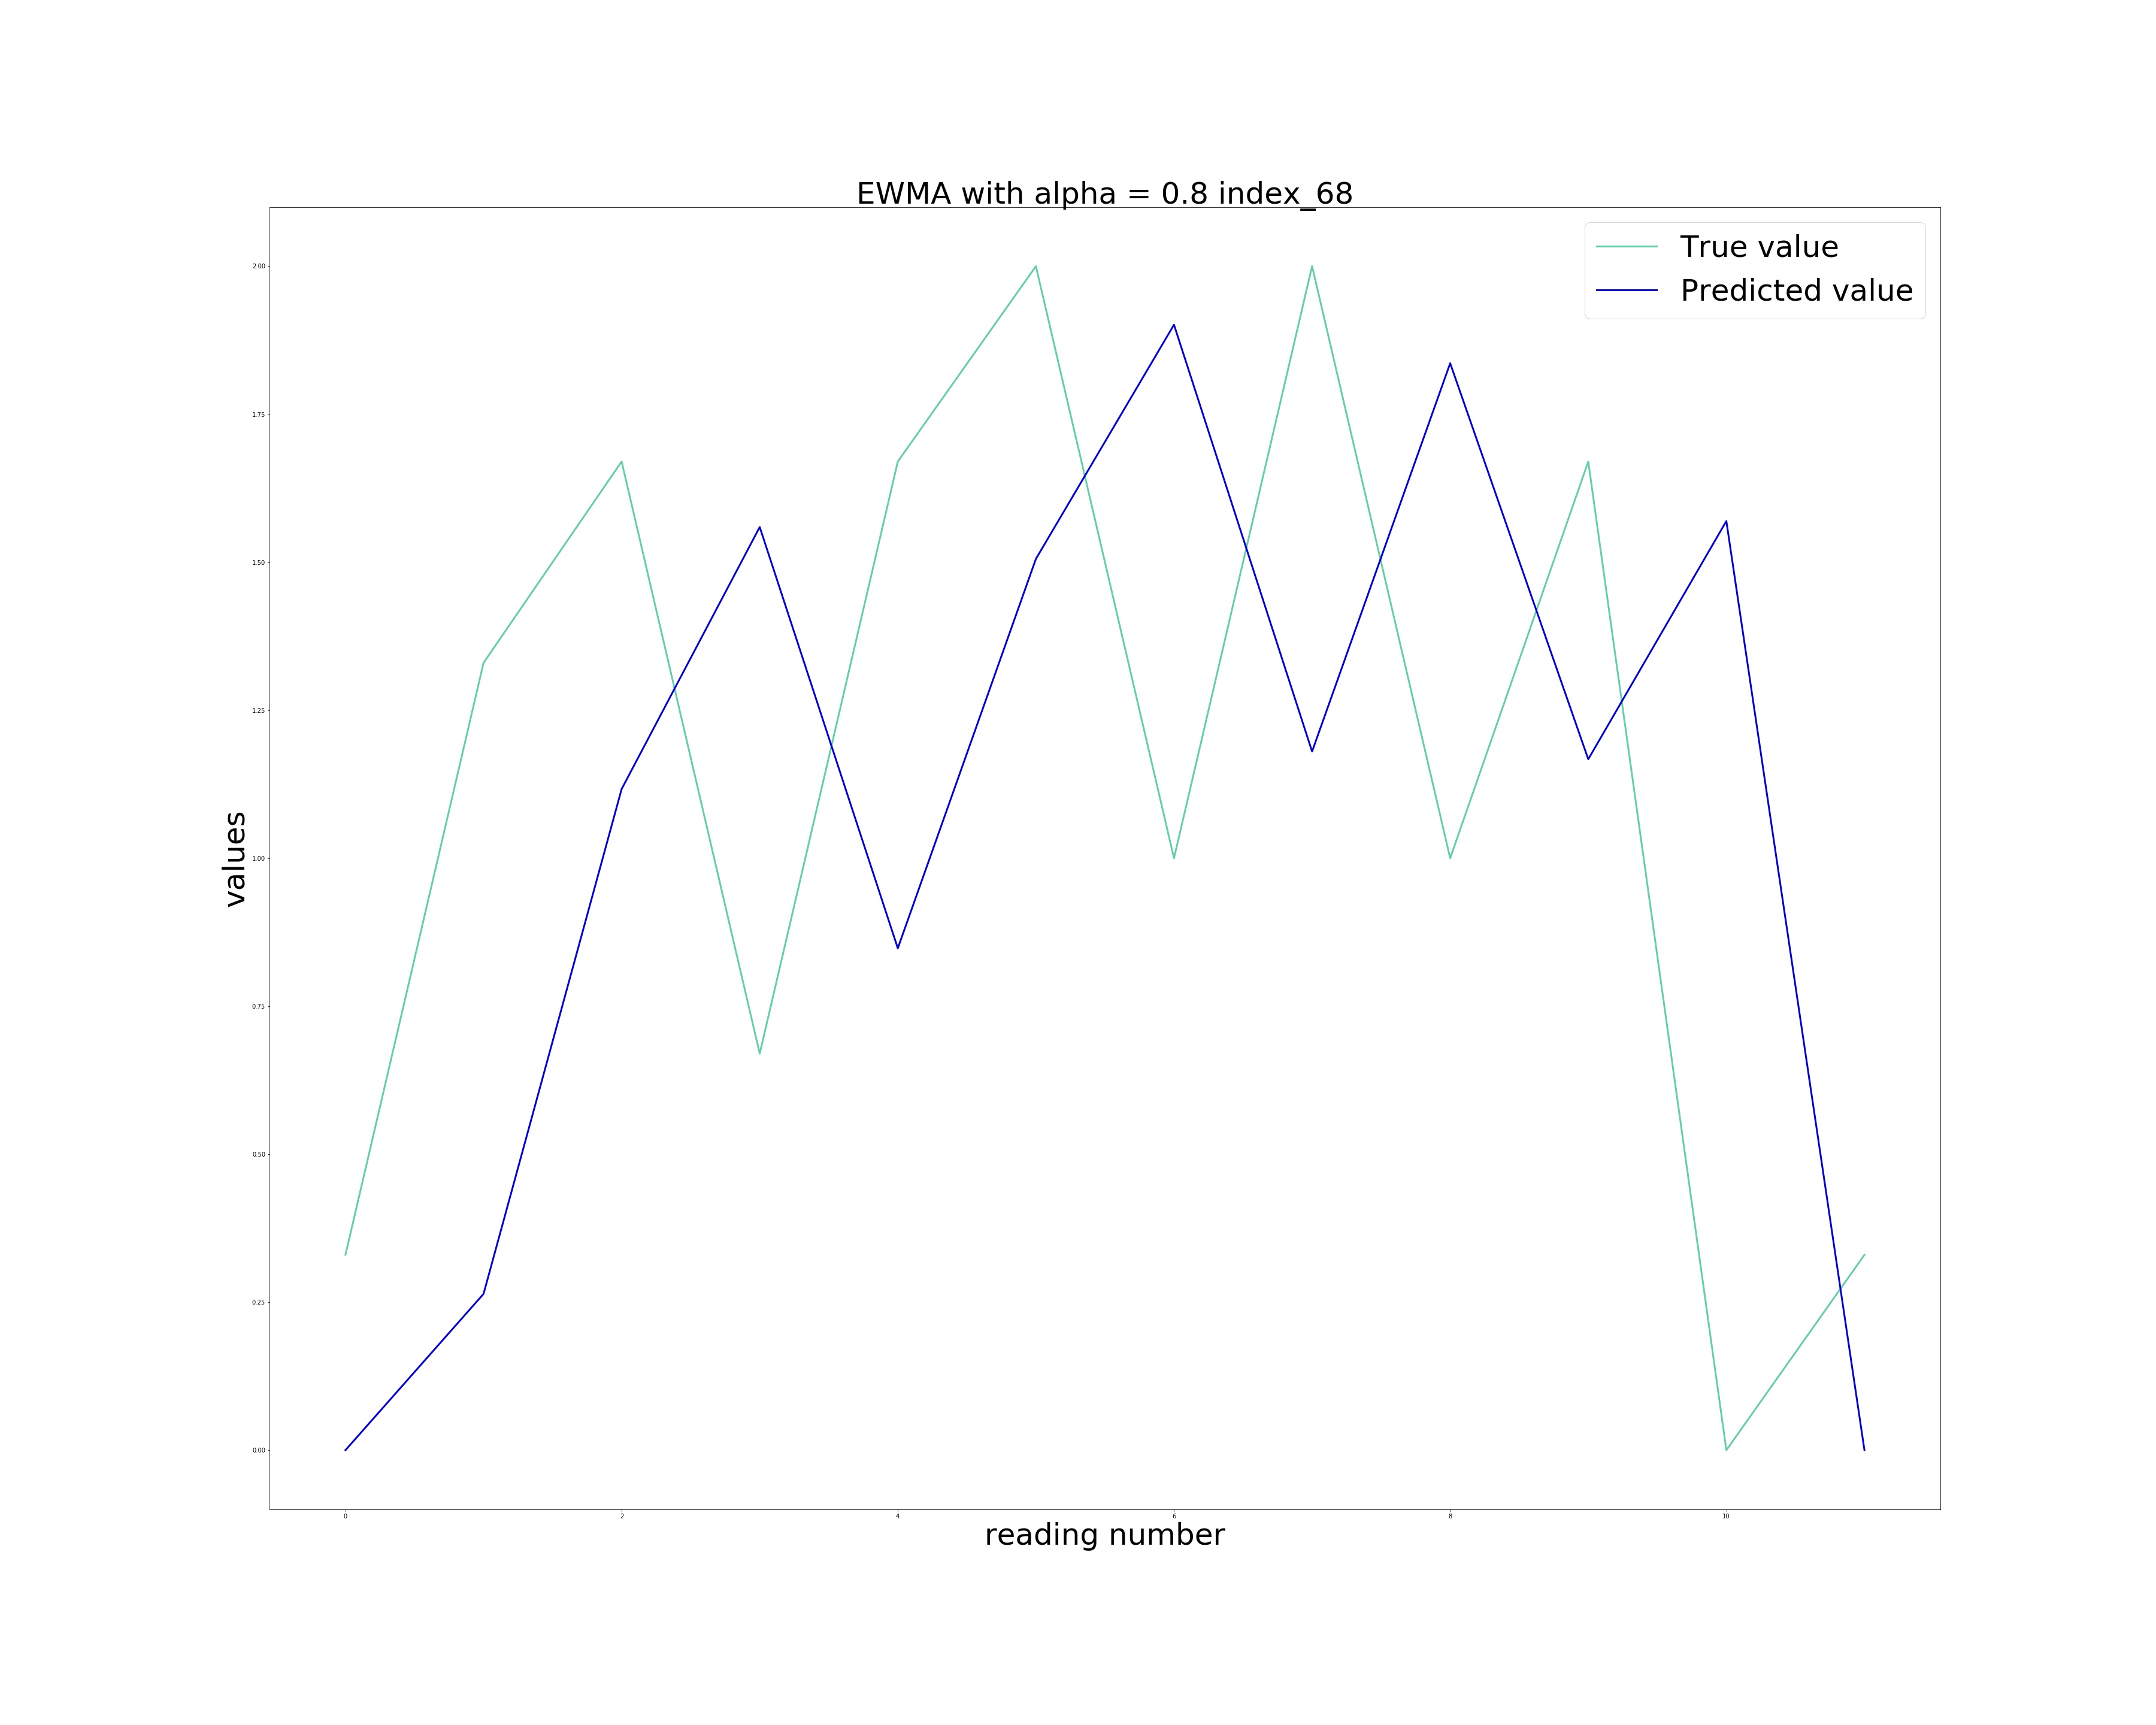 EWMA with alpha = 0.8 index_68
True value
Predicted value
2.00
1.75
1.50
1.25
1.00
0.75
0.50
0.25
0.00
values
0 2 4 6 8 10
reading number